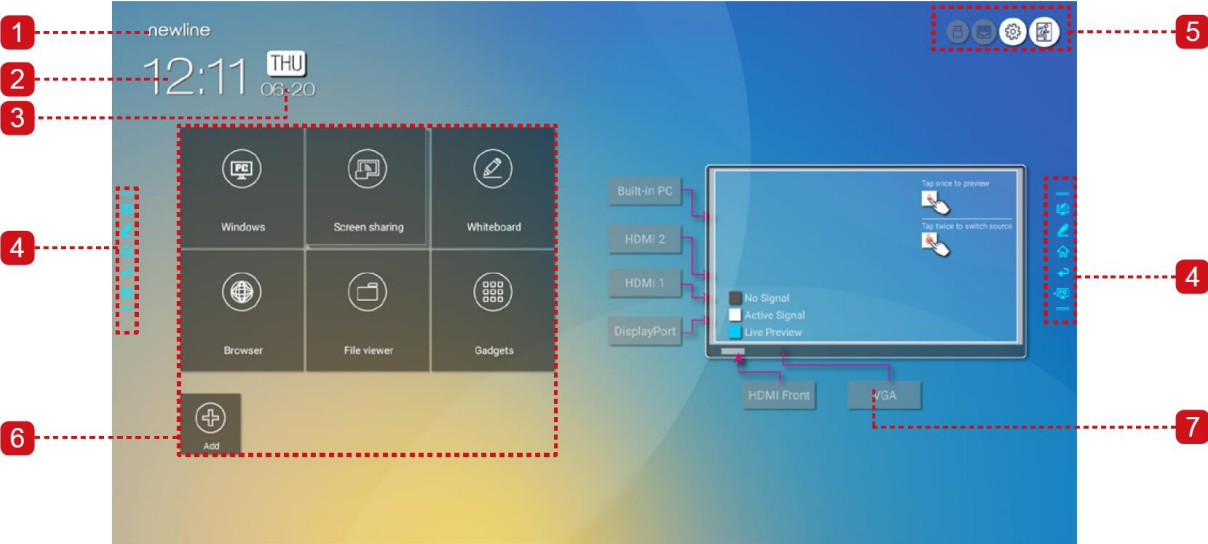 1
newline
5
2
12:11
THU
06-20
3
PC
Windows
Screen sharing
Whiteboard
Browser
File viewer
Gadgets
Add
4
6
Built-in PC
HDMI 2
HDMI 1
DisplayPort
Tap once to preview
Tap twice to switch source
No Signal
Active Signal
Live Preview
HDMI Front
VGA
PC
4
7